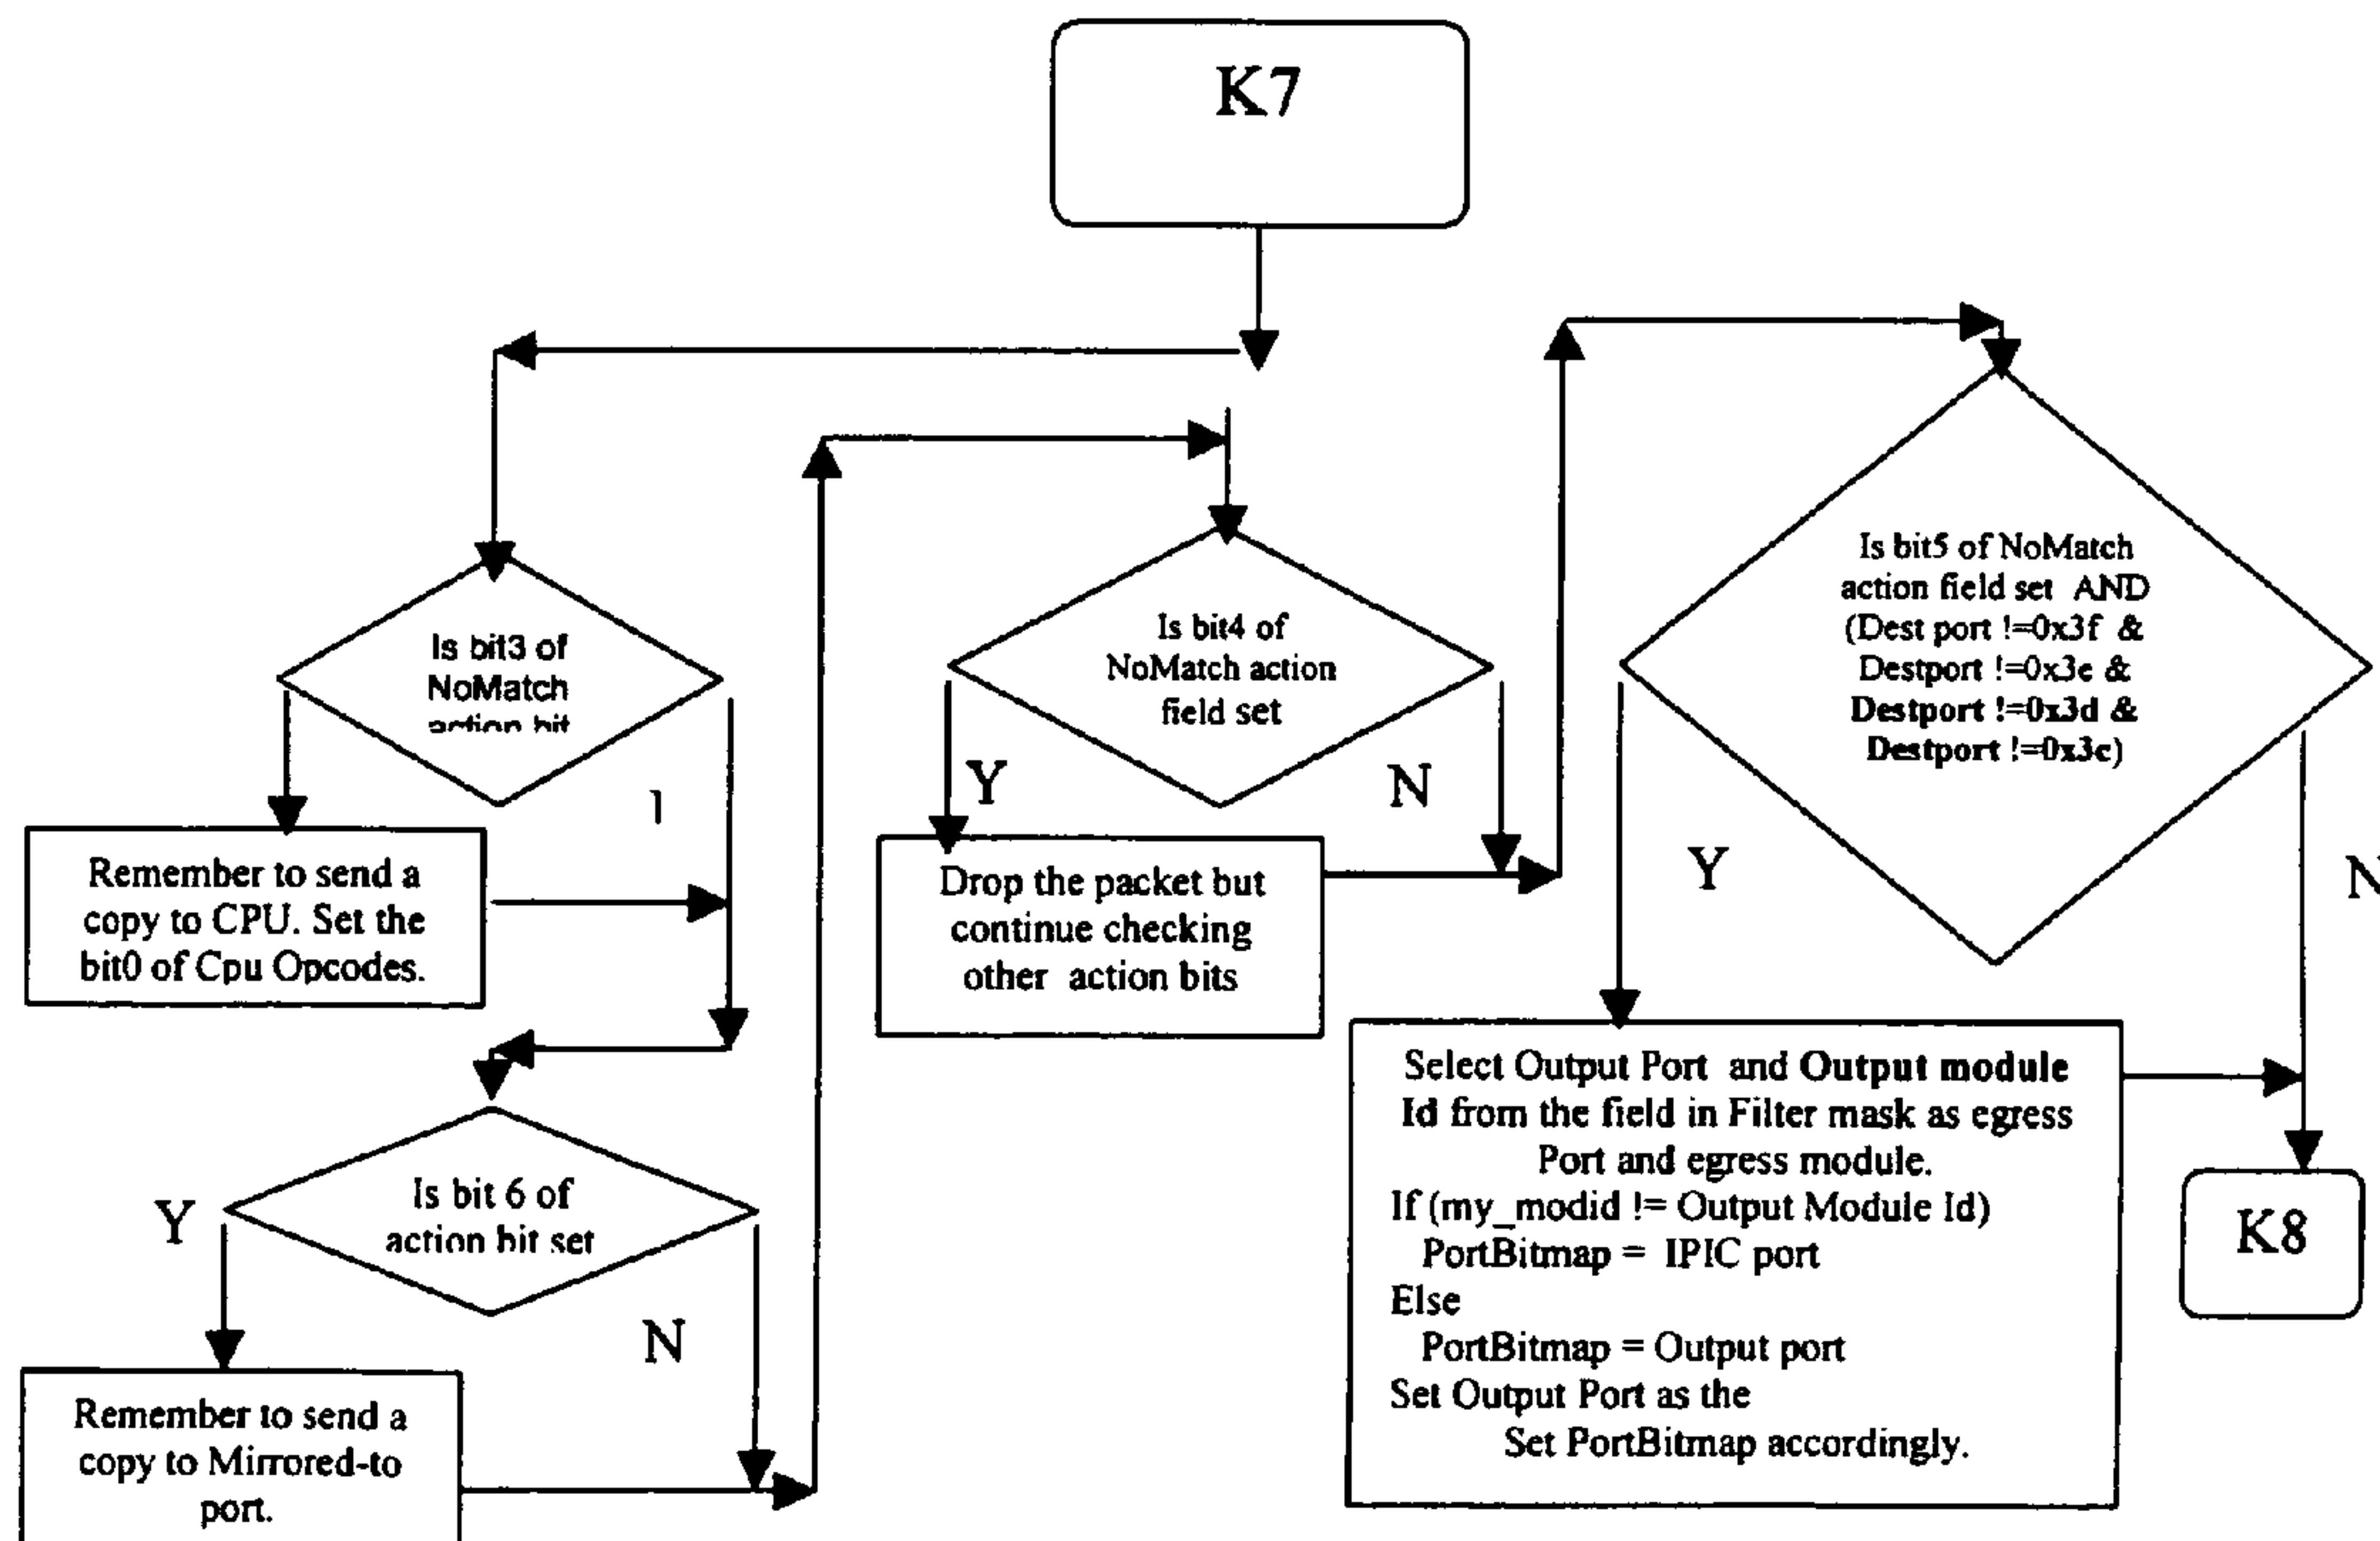 K7
Is bit3 of
NoMatch
action bit
Remember to send a
copy to CPU. Set the
bit0 of Cpu Opcodes.
Is bit 6 of
action bit set
Y
N
Remember to send a
copy to Mirrored-to
port.
Is bit4 of
NoMatch action
field set
Y
N
Drop the packet but
continue checking
other action bits
Is bit5 of NoMatch
action field set AND
(Dest port !=0x3f &
Destport !=0x3e &
Destport !=0x3d &
Destport !=0x3c)
Y
N
Select Output Port and Output module
Id from the field in Filter mask as egress
Port and egress module.
If (my_modid != Output Module Id)
PortBitmap = IPIC port
Else
PortBitmap = Output port
Set Output Port as the
Set PortBitmap accordingly.
K8